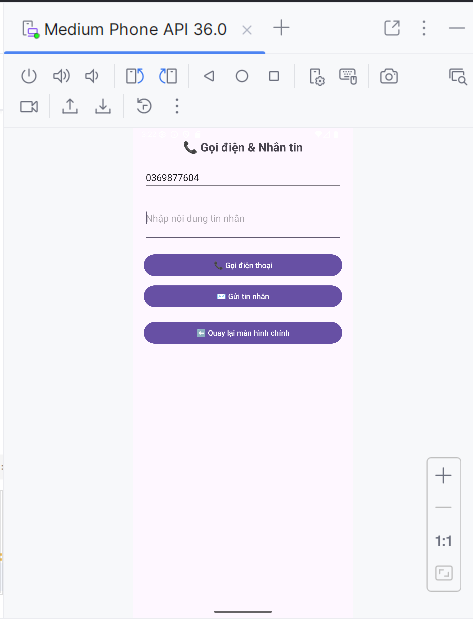 Medium Phone API 36.0
📞 Gọi điện & Nhắn tin
0369877604
Nhập nội dung tin nhắn
📞 Gọi điện thoại
✉️ Gửi tin nhắn
⬅️ Quay lại màn hình chính
1:1